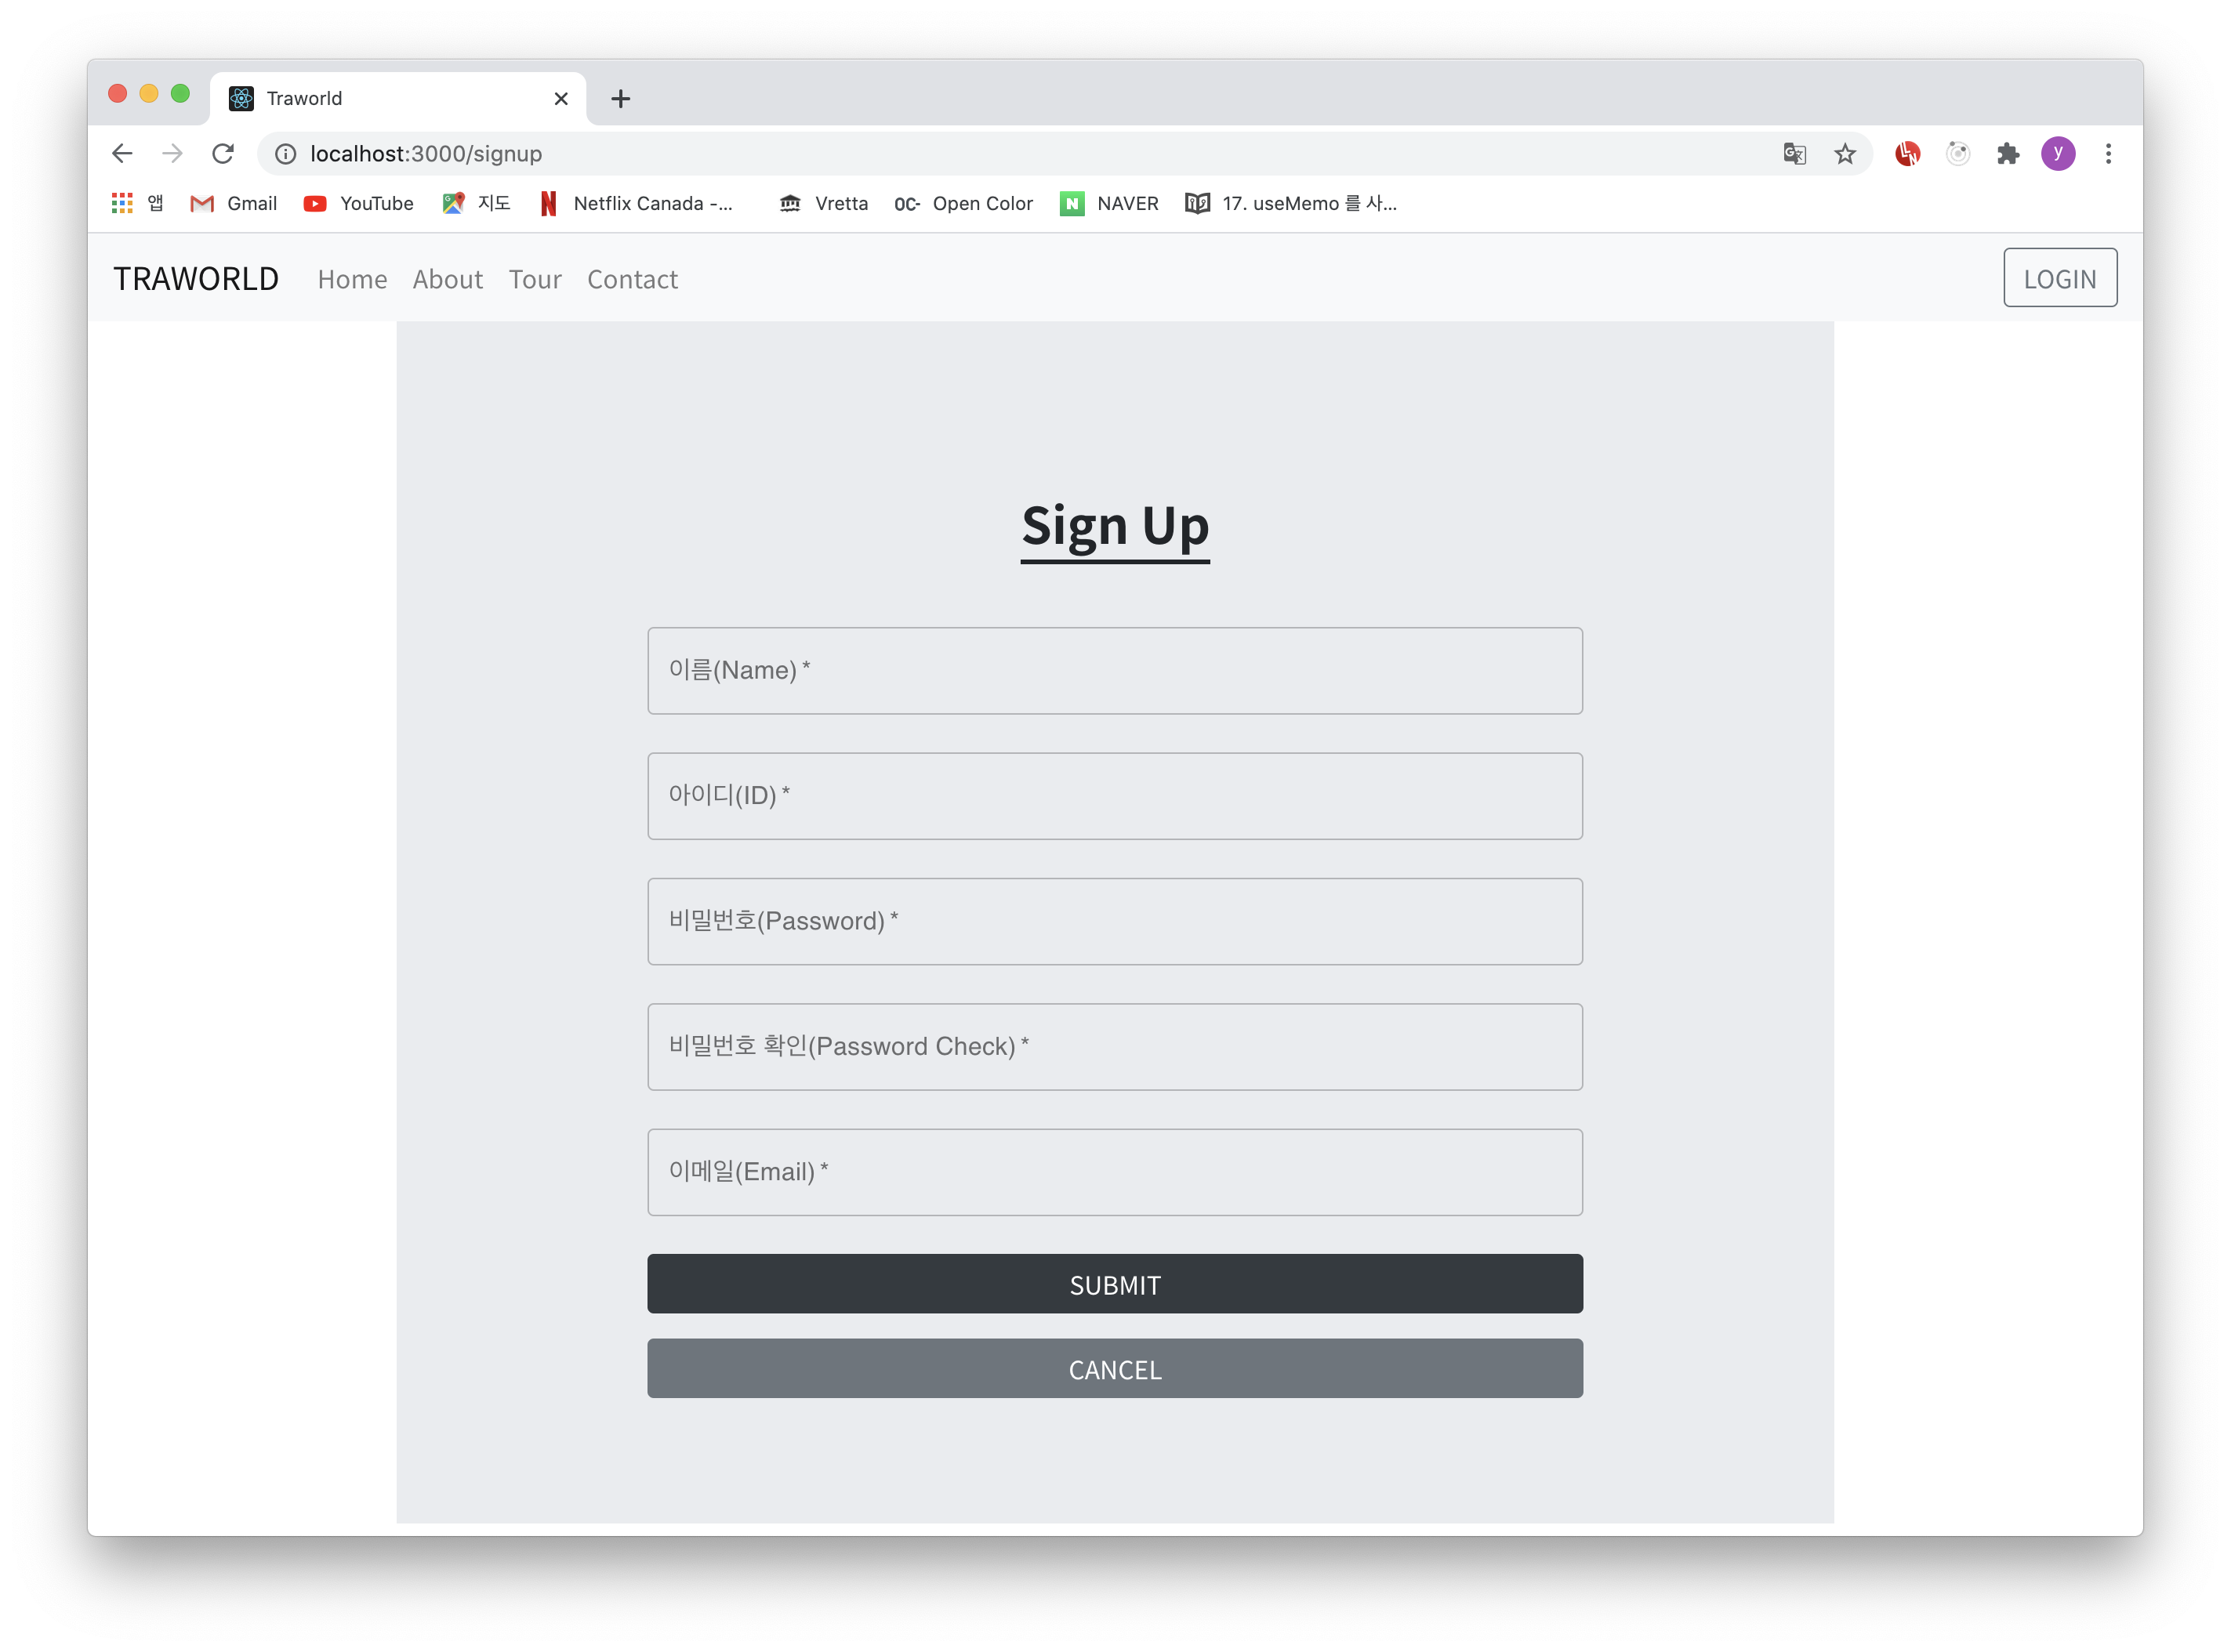 Traworld
localhost:3000/signup
y
앱 Gmail YouTube 지도 Netflix Canada -... Vretta OC- Open Color N NAVER 17. useMemo 를 사...
TRAWORLD Home About Tour Contact LOGIN
Sign Up
이름(Name) *
아이디(ID) *
비밀번호(Password) *
비밀번호 확인(Password Check) *
이메일(Email) *
SUBMIT
CANCEL